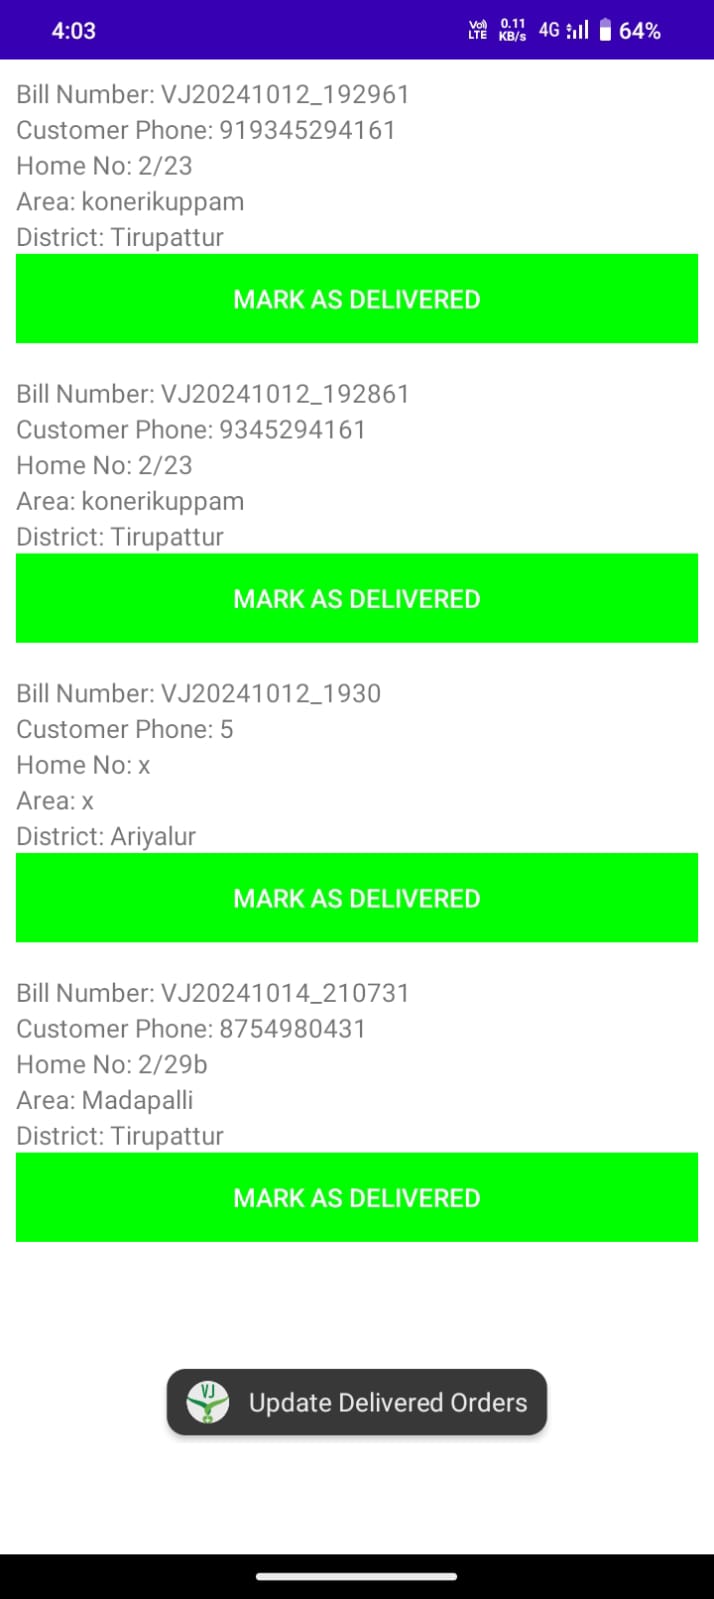 4:03 Vo) LTE 0.11 KB/s 4G 64%
Bill Number: VJ20241012_192961
Customer Phone: 919345294161
Home No: 2/23
Area: konerikuppam
District: Tirupattur
MARK AS DELIVERED
Bill Number: VJ20241012_192861
Customer Phone: 9345294161
Home No: 2/23
Area: konerikuppam
District: Tirupattur
MARK AS DELIVERED
Bill Number: VJ20241012_1930
Customer Phone: 5
Home No: x
Area: x
District: Ariyalur
MARK AS DELIVERED
Bill Number: VJ20241014_210731
Customer Phone: 8754980431
Home No: 2/29b
Area: Madapalli
District: Tirupattur
MARK AS DELIVERED
VJ Update Delivered Orders